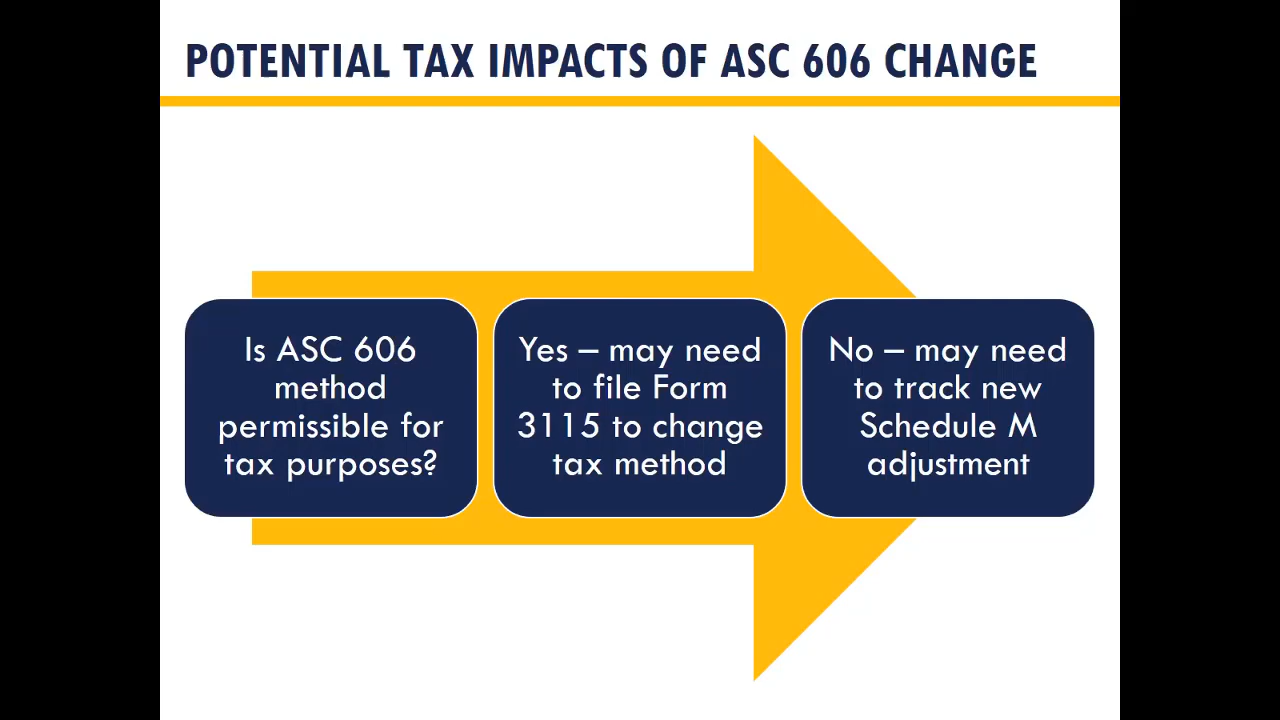 POTENTIAL TAX IMPACTS OF ASC 606 CHANGE
Is ASC 606
method
permissible for
tax purposes?
Yes – may need
to file Form
3115 to change
tax method
No – may need
to track new
Schedule M
adjustment